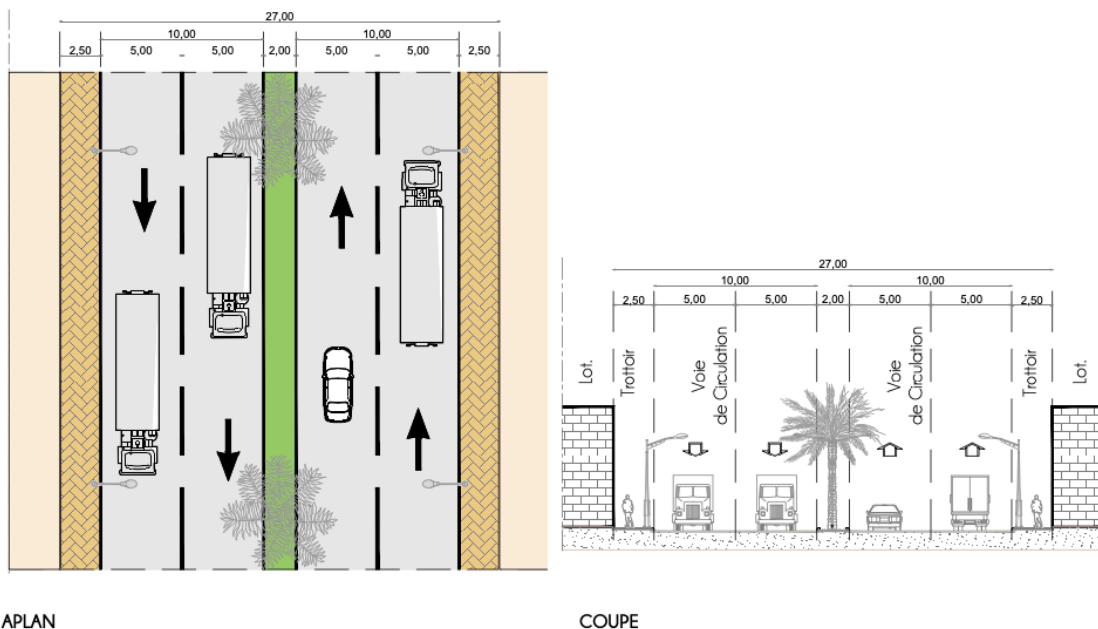 27,00
10,00 10,00
2,50 5,00 5,00 2,00 5,00 5,00 2,50
27,00
10,00 10,00
2,50 5,00 5,00 2,00 5,00 5,00 2,50
Lot.
Trottoir
Voie
de Circulation
Voie
de Circulation
Trottoir
Lot.
APLAN
COUPE